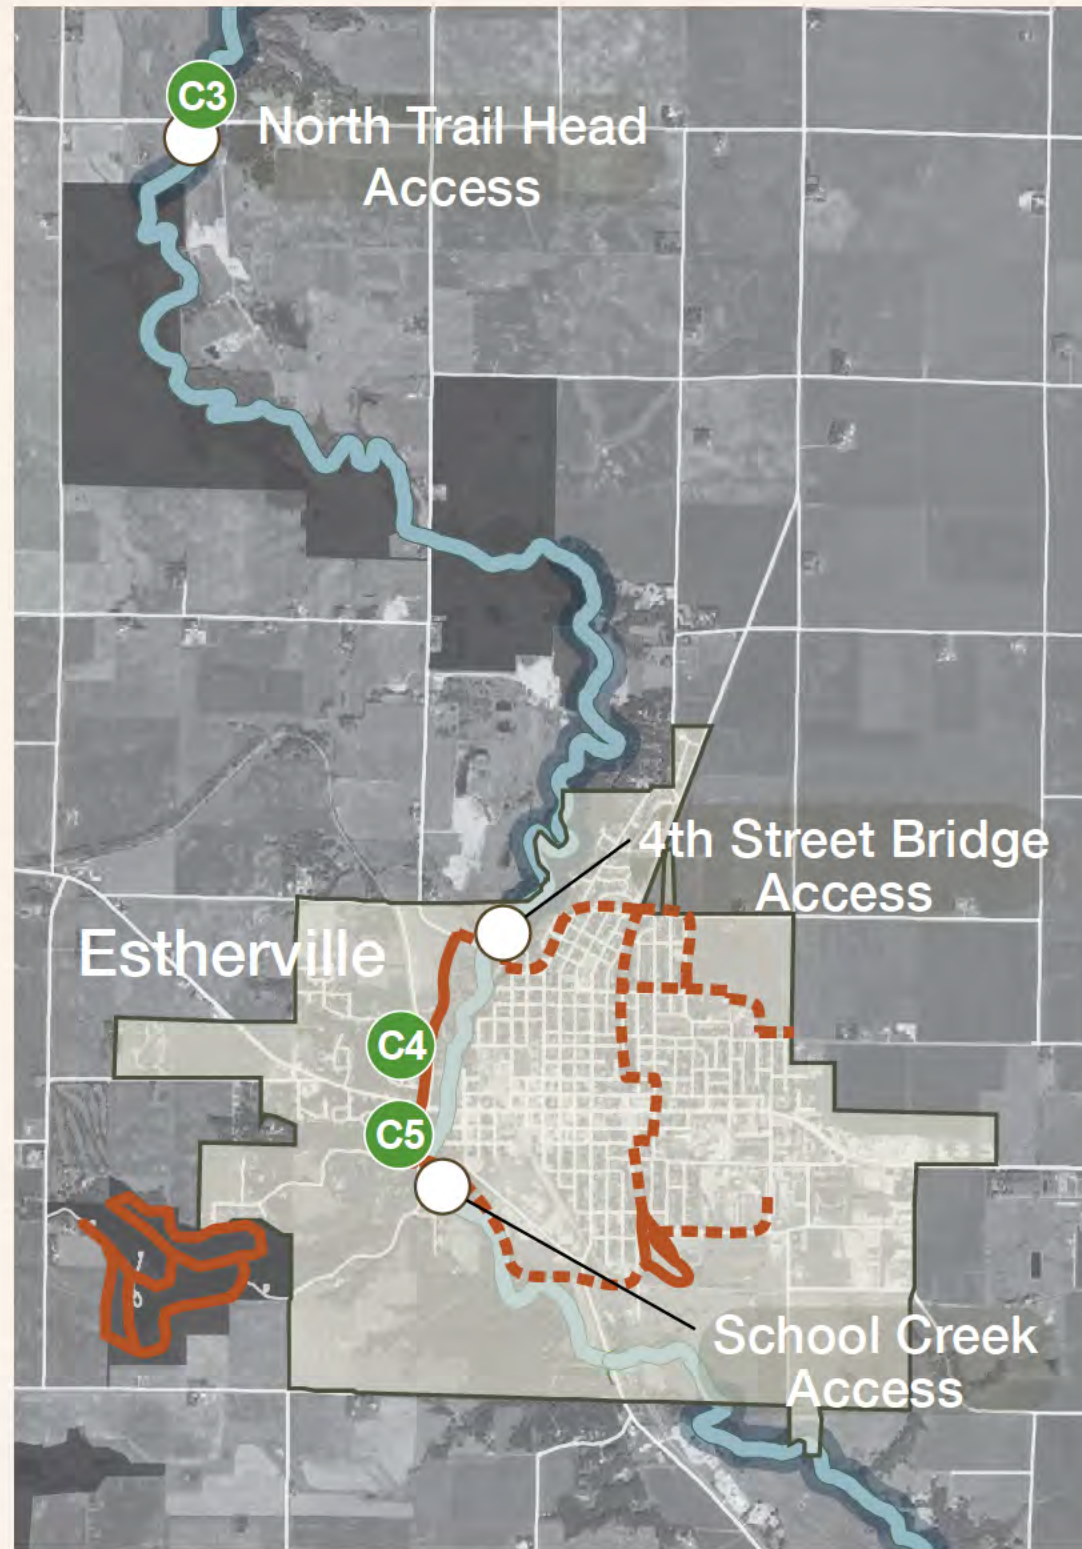 C3
North Trail Head
Access
4th Street Bridge
Access
Estherville
C4
C5
School Creek
Access